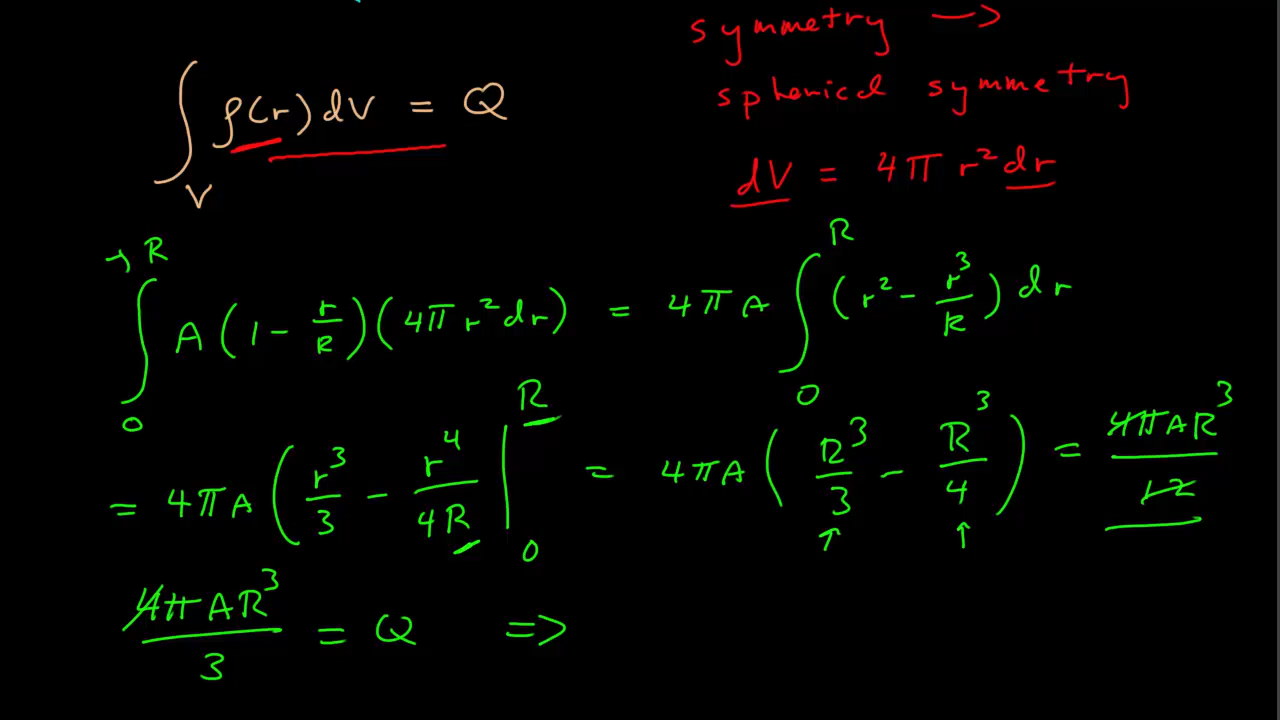 symmetry →
spherical symmetry
∫_V ρ(r) dV = Q
dV = 4π r² dr
→ ∫_0^R A(1 - r/R)(4π r² dr) = 4πA ∫_0^R (r² - r³/R) dr
= 4πA (r³/3 - r⁴/4R |_0^R = 4πA (R³/3 - R³/4) = 4πAR³/12
↑ ↑
4πAR³/3 = Q ⇒